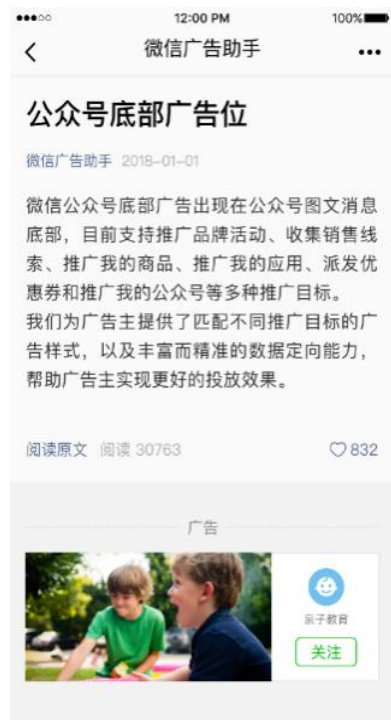 12:00 PM
100%
微信广告助手
公众号底部广告位
微信广告助手 2018-01-01
微信公众号底部广告出现在公众号图文消息
底部，目前支持推广品牌活动、收集销售线
索、推广我的商品、推广我的应用、派发优
惠券和推广我的公众号等多种推广目标。
我们为广告主提供了匹配不同推广目标的广
告样式，以及丰富而精准的数据定向能力，
帮助广告主实现更好的投放效果。
阅读原文 阅读 30763
832
广告
亲子教育
关注